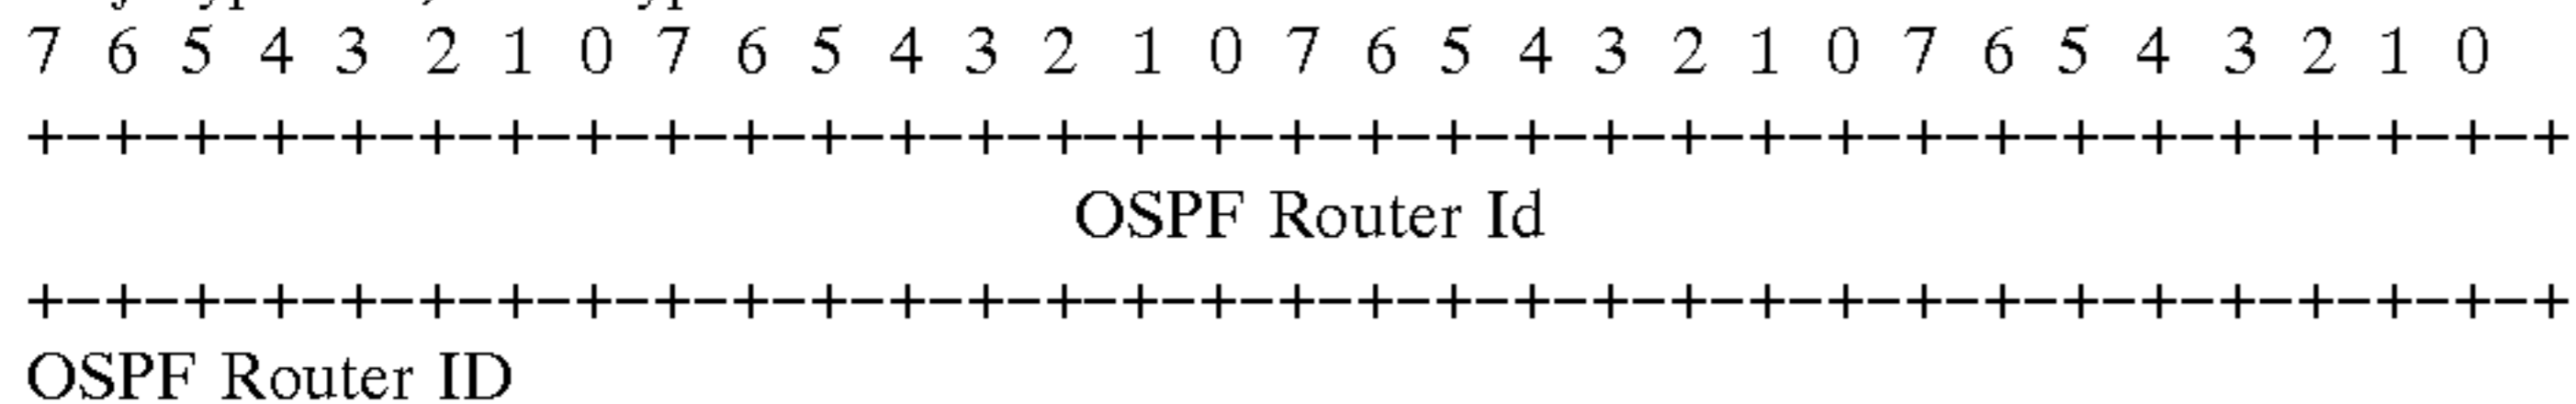 7 6 5 4 3 2 1 0 7 6 5 4 3 2 1 0 7 6 5 4 3 2 1 0 7 6 5 4 3 2 1 0
+-+-+-+-+-+-+-+-+-+-+-+-+-+-+-+-+-+-+-+-+-+-+-+-+-+-+-+-+-+-+-+-+
OSPF Router Id
+-+-+-+-+-+-+-+-+-+-+-+-+-+-+-+-+-+-+-+-+-+-+-+-+-+-+-+-+-+-+-+-+
OSPF Router ID